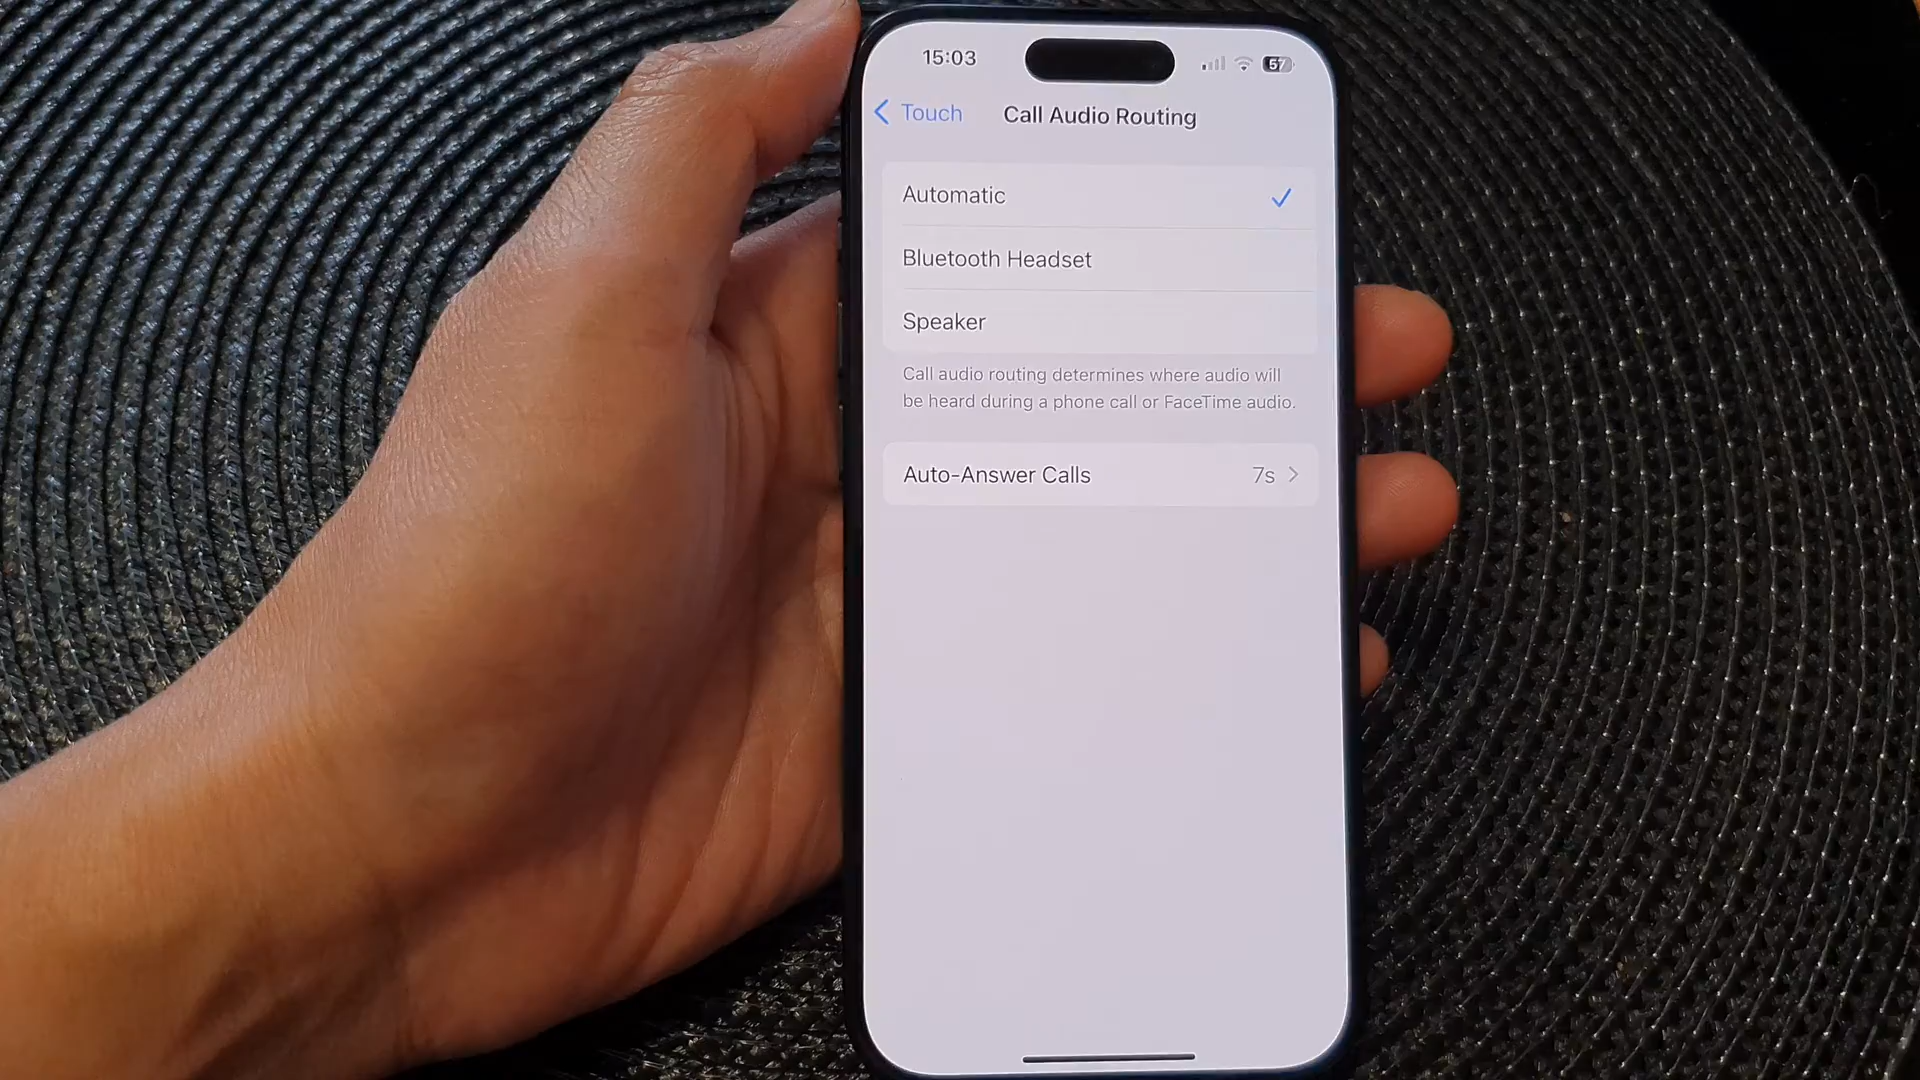 15:03
57
Touch
Call Audio Routing
Automatic
Bluetooth Headset
Speaker
Call audio routing determines where audio will
be heard during a phone call or FaceTime audio.
Auto-Answer Calls 7s